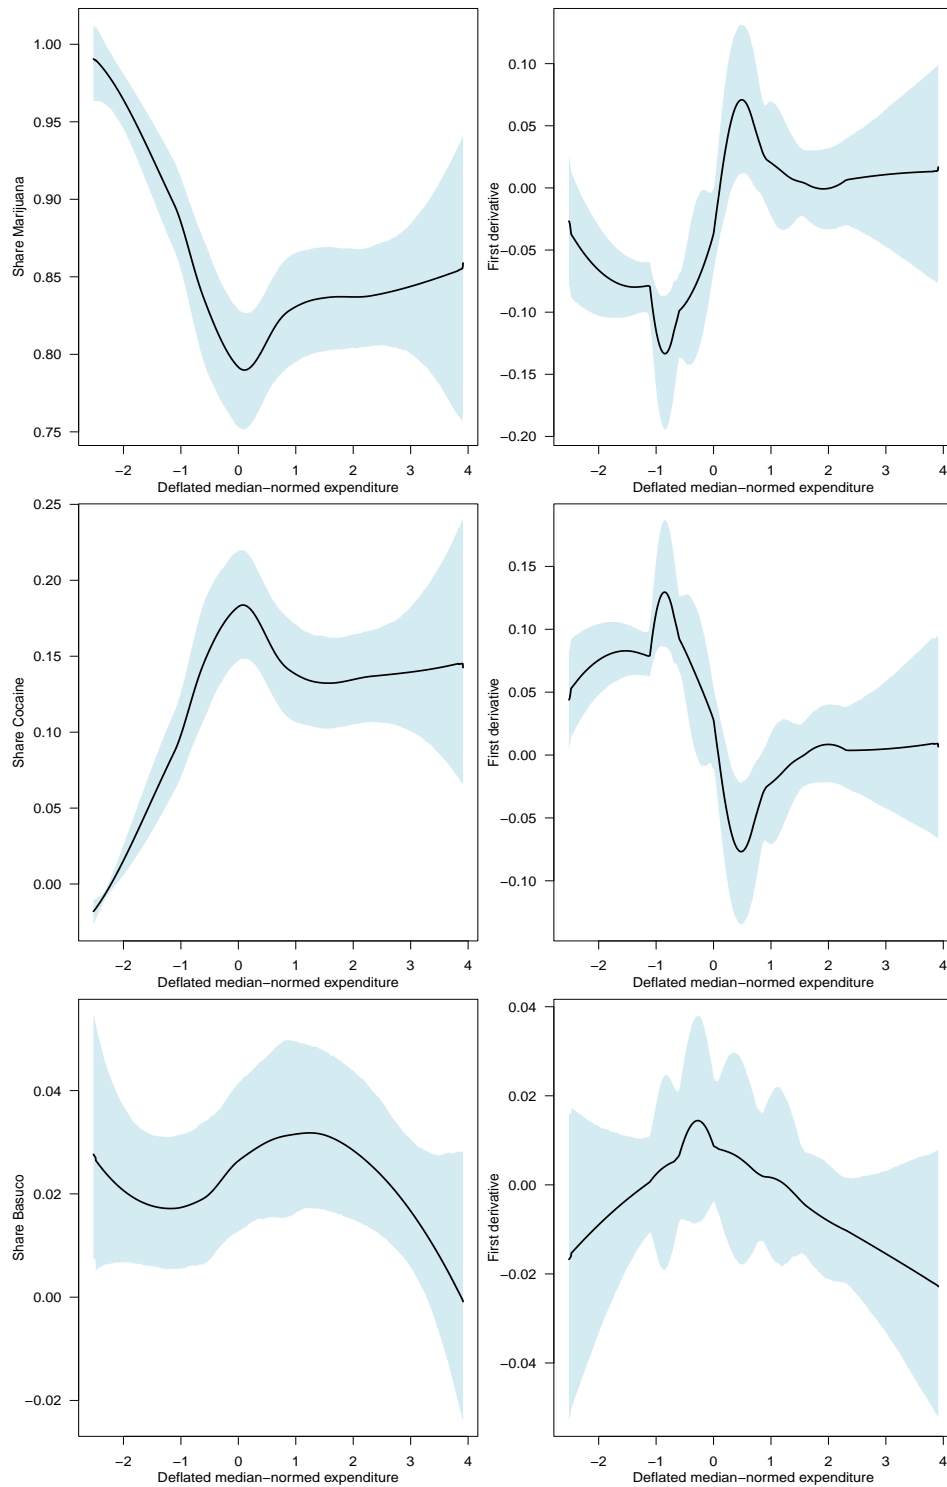 Share Marijuana
1.00
0.95
0.90
0.85
0.80
0.75
−2 −1 0 1 2 3 4
Deflated median−normed expenditure
First derivative
0.10
0.05
0.00
−0.05
−0.10
−0.15
−0.20
−2 −1 0 1 2 3 4
Deflated median−normed expenditure
Share Cocaine
0.25
0.20
0.15
0.10
0.05
0.00
−2 −1 0 1 2 3 4
Deflated median−normed expenditure
First derivative
0.15
0.10
0.05
0.00
−0.05
−0.10
−2 −1 0 1 2 3 4
Deflated median−normed expenditure
Share Basuco
0.04
0.02
0.00
−0.02
−2 −1 0 1 2 3 4
Deflated median−normed expenditure
First derivative
0.04
0.02
0.00
−0.02
−0.04
−2 −1 0 1 2 3 4
Deflated median−normed expenditure